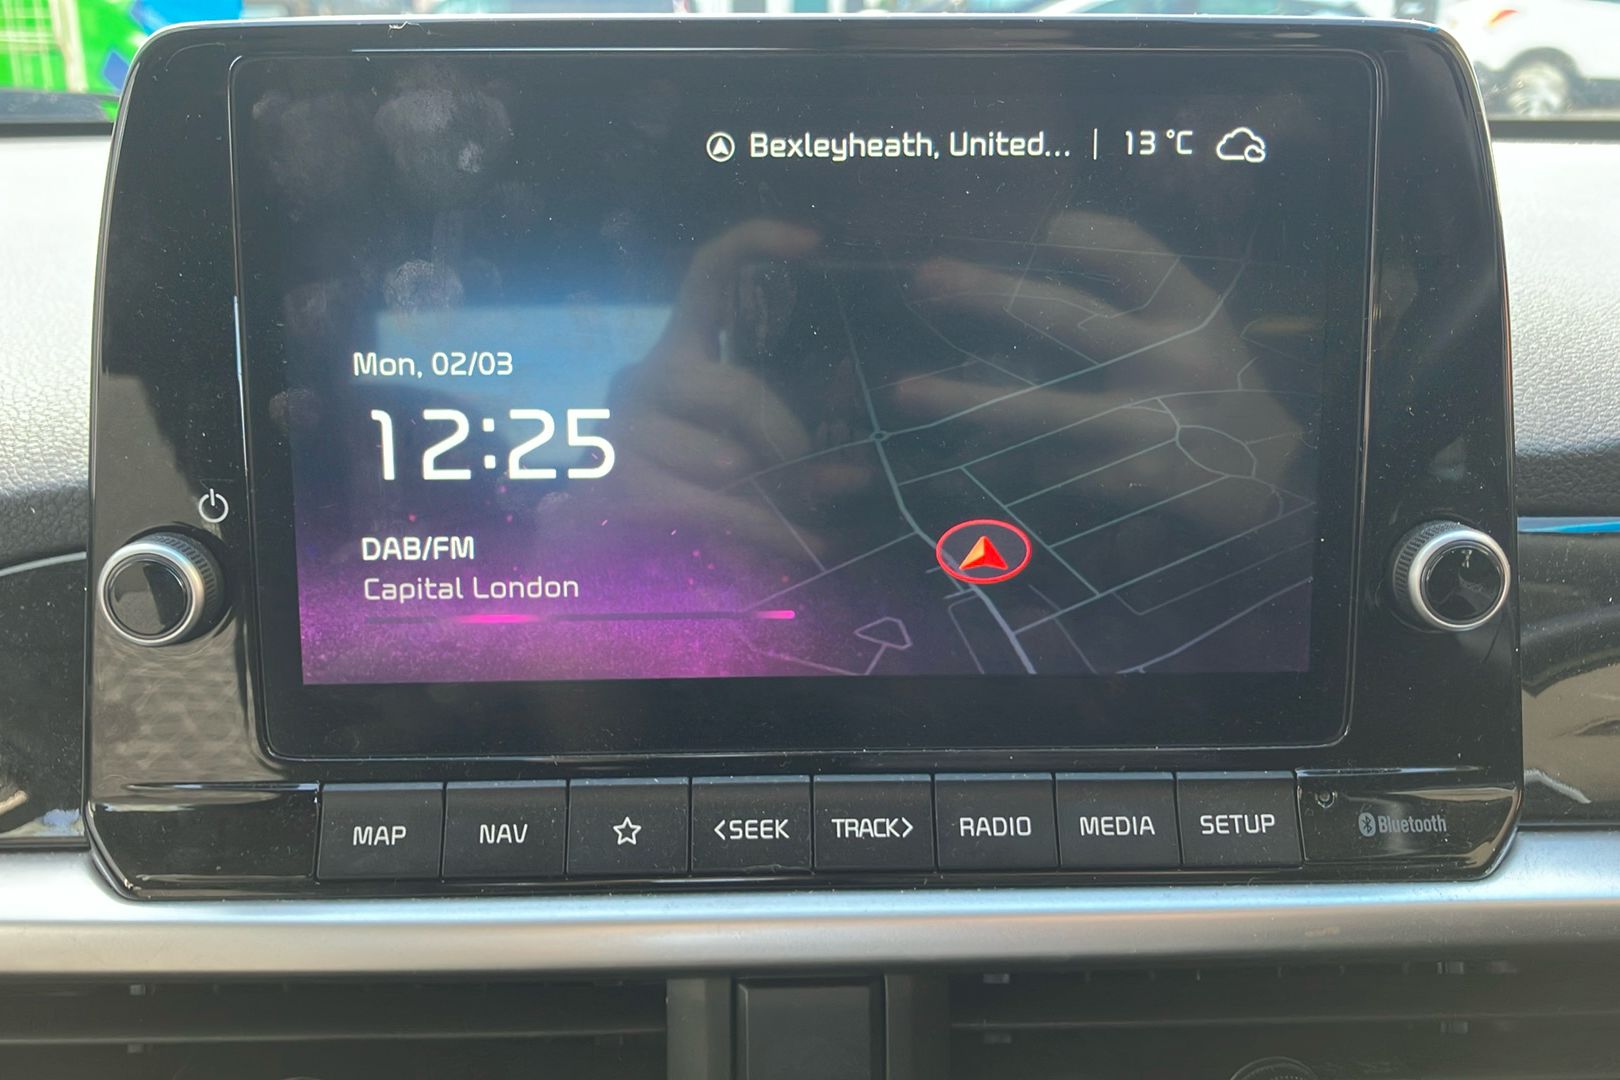 Bexleyheath, United... | 13 °C
Mon, 02/03
12:25
DAB/FM
Capital London
MAP
NAV
<SEEK
TRACK>
RADIO
MEDIA
SETUP
Bluetooth